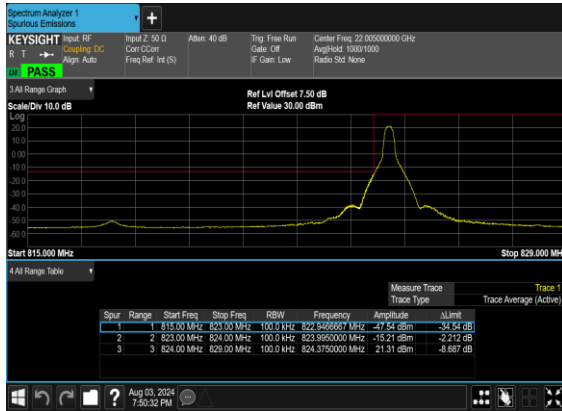 Spectrum Analyzer 1
Spurious Emissions
KEYSIGHT Input: RF Input Z: 50 Ω Atten: 40 dB Trig: Free Run Center Freq: 22.005000000 GHz
R T Coupling: DC Corr CCorr Gate: Off Avg|Hold: 1000/1000
Align: Auto Freq Ref: Int (S) IF Gain: Low Radio Std: None
PASS
3 All Range Graph Ref Lvl Offset 7.50 dB
Scale/Div 10.0 dB Ref Value 30.00 dBm
Log
20.0
10.0
0.00
-10.0
-20.0
-30.0
-40.0
-50.0
-60.0
Start 815.000 MHz Stop 829.000 MHz
4 All Range Table
Measure Trace Trace 1
Trace Type Trace Average (Active)
Spur Range Start Freq Stop Freq RBW Frequency Amplitude ΔLimit
1 1 815.00 MHz 823.00 MHz 100.0 kHz 822.9466667 MHz -47.54 dBm -34.54 dB
2 2 823.00 MHz 824.00 MHz 100.0 kHz 823.9950000 MHz -15.21 dBm -2.212 dB
3 3 824.00 MHz 829.00 MHz 100.0 kHz 824.3750000 MHz 21.31 dBm -8.687 dB
? Aug 03, 2024
7:50:32 PM